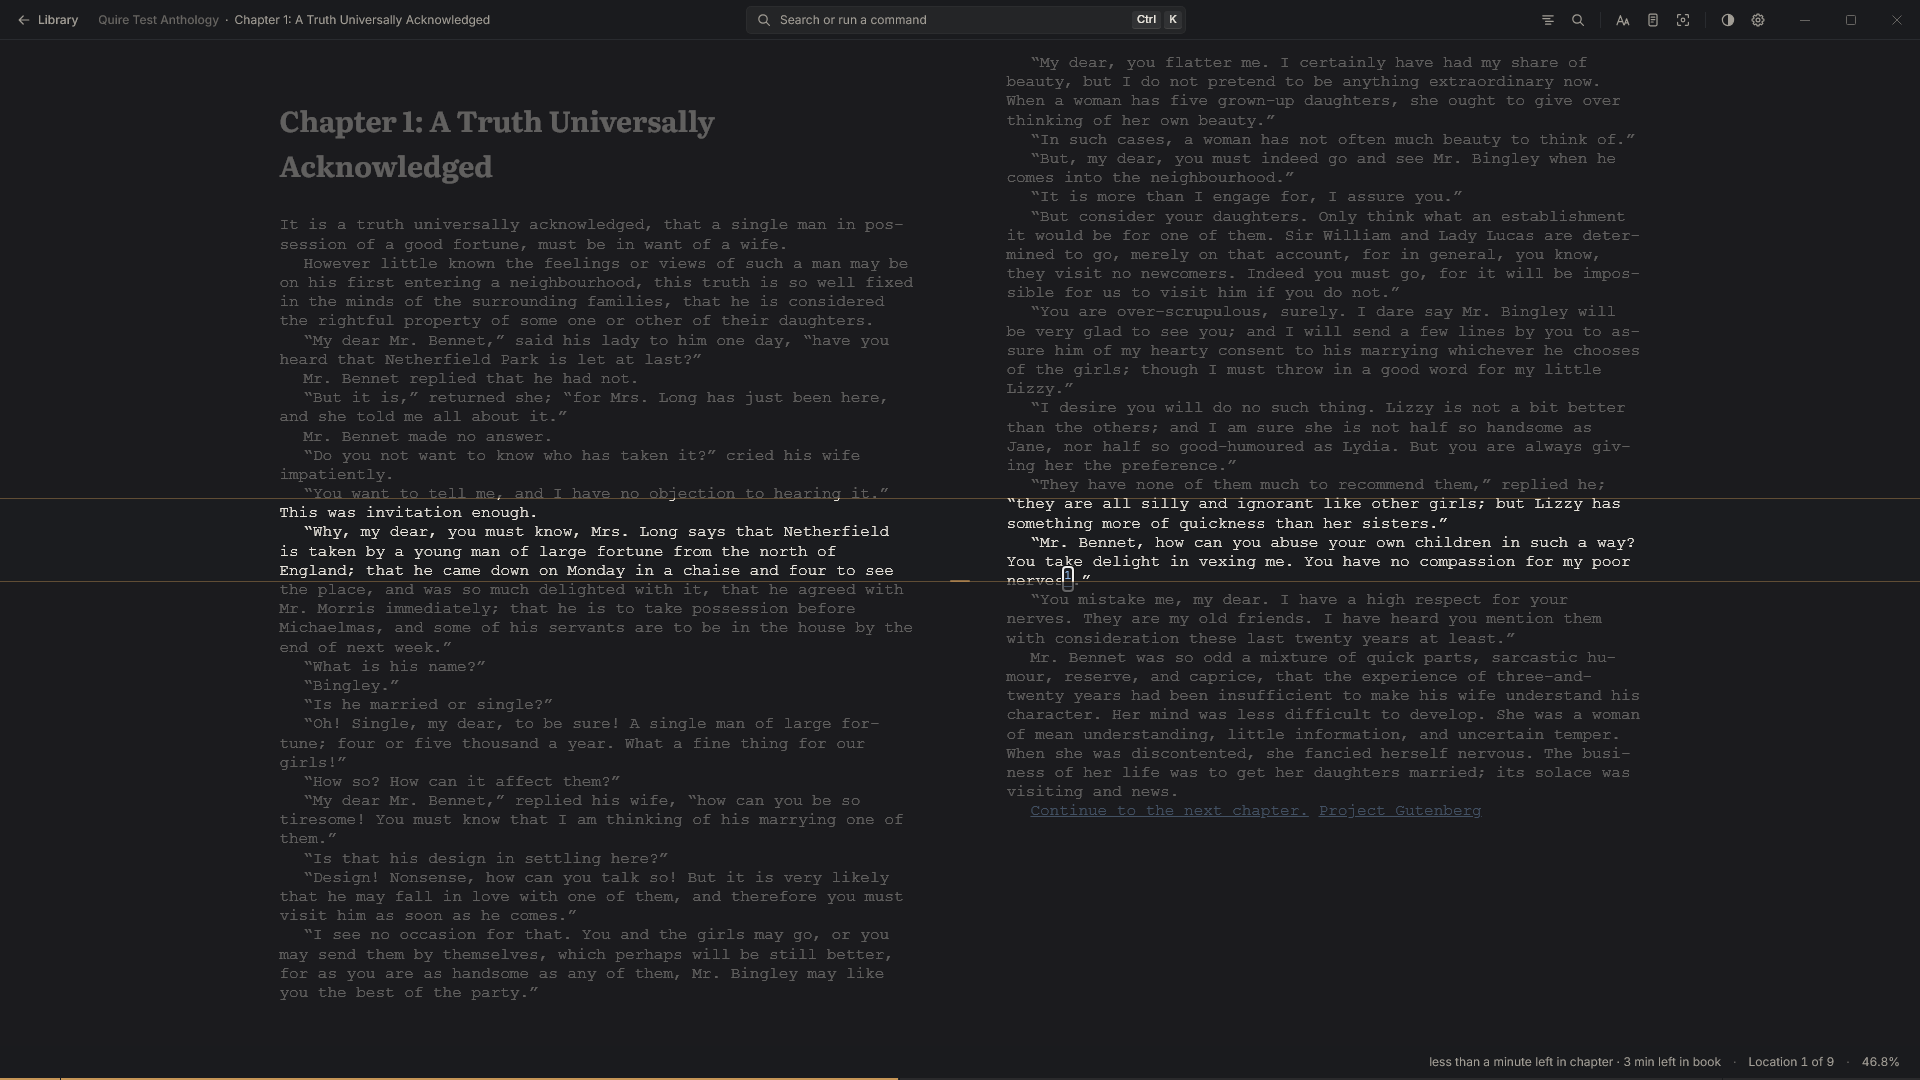 Library
Quire Test Anthology · Chapter 1: A Truth Universally Acknowledged
Search or run a command
Ctrl K
Chapter 1: A Truth Universally
Acknowledged
It is a truth universally acknowledged, that a single man in pos-
session of a good fortune, must be in want of a wife.
However little known the feelings or views of such a man may be
on his first entering a neighbourhood, this truth is so well fixed
in the minds of the surrounding families, that he is considered
the rightful property of some one or other of their daughters.
“My dear Mr. Bennet,” said his lady to him one day, “have you
heard that Netherfield Park is let at last?”
Mr. Bennet replied that he had not.
“But it is,” returned she; “for Mrs. Long has just been here,
and she told me all about it.”
Mr. Bennet made no answer.
“Do you not want to know who has taken it?” cried his wife
impatiently.
“You want to tell me, and I have no objection to hearing it.”
This was invitation enough.
“Why, my dear, you must know, Mrs. Long says that Netherfield
is taken by a young man of large fortune from the north of
England; that he came down on Monday in a chaise and four to see
the place, and was so much delighted with it, that he agreed with
Mr. Morris immediately; that he is to take possession before
Michaelmas, and some of his servants are to be in the house by the
end of next week.”
“What is his name?”
“Bingley.”
“Is he married or single?”
“Oh! Single, my dear, to be sure! A single man of large for-
tune; four or five thousand a year. What a fine thing for our
girls!”
“How so? How can it affect them?”
“My dear Mr. Bennet,” replied his wife, “how can you be so
tiresome! You must know that I am thinking of his marrying one of
them.”
“Is that his design in settling here?”
“Design! Nonsense, how can you talk so! But it is very likely
that he may fall in love with one of them, and therefore you must
visit him as soon as he comes.”
“I see no occasion for that. You and the girls may go, or you
may send them by themselves, which perhaps will be still better,
for as you are as handsome as any of them, Mr. Bingley may like
you the best of the party.”
“My dear, you flatter me. I certainly have had my share of
beauty, but I do not pretend to be anything extraordinary now.
When a woman has five grown-up daughters, she ought to give over
thinking of her own beauty.”
“In such cases, a woman has not often much beauty to think of.”
“But, my dear, you must indeed go and see Mr. Bingley when he
comes into the neighbourhood.”
“It is more than I engage for, I assure you.”
“But consider your daughters. Only think what an establishment
it would be for one of them. Sir William and Lady Lucas are deter-
mined to go, merely on that account, for in general, you know,
they visit no newcomers. Indeed you must go, for it will be impos-
sible for us to visit him if you do not.”
“You are over-scrupulous, surely. I dare say Mr. Bingley will
be very glad to see you; and I will send a few lines by you to as-
sure him of my hearty consent to his marrying whichever he chooses
of the girls; though I must throw in a good word for my little
Lizzy.”
“I desire you will do no such thing. Lizzy is not a bit better
than the others; and I am sure she is not half so handsome as
Jane, nor half so good-humoured as Lydia. But you are always giv-
ing her the preference.”
“They have none of them much to recommend them,” replied he;
“they are all silly and ignorant like other girls; but Lizzy has
something more of quickness than her sisters.”
“Mr. Bennet, how can you abuse your own children in such a way?
You take delight in vexing me. You have no compassion for my poor
nerves1.”
“You mistake me, my dear. I have a high respect for your
nerves. They are my old friends. I have heard you mention them
with consideration these last twenty years at least.”
Mr. Bennet was so odd a mixture of quick parts, sarcastic hu-
mour, reserve, and caprice, that the experience of three-and-
twenty years had been insufficient to make his wife understand his
character. Her mind was less difficult to develop. She was a woman
of mean understanding, little information, and uncertain temper.
When she was discontented, she fancied herself nervous. The busi-
ness of her life was to get her daughters married; its solace was
visiting and news.
Continue to the next chapter. Project Gutenberg
less than a minute left in chapter · 3 min left in book · Location 1 of 9 · 46.8%